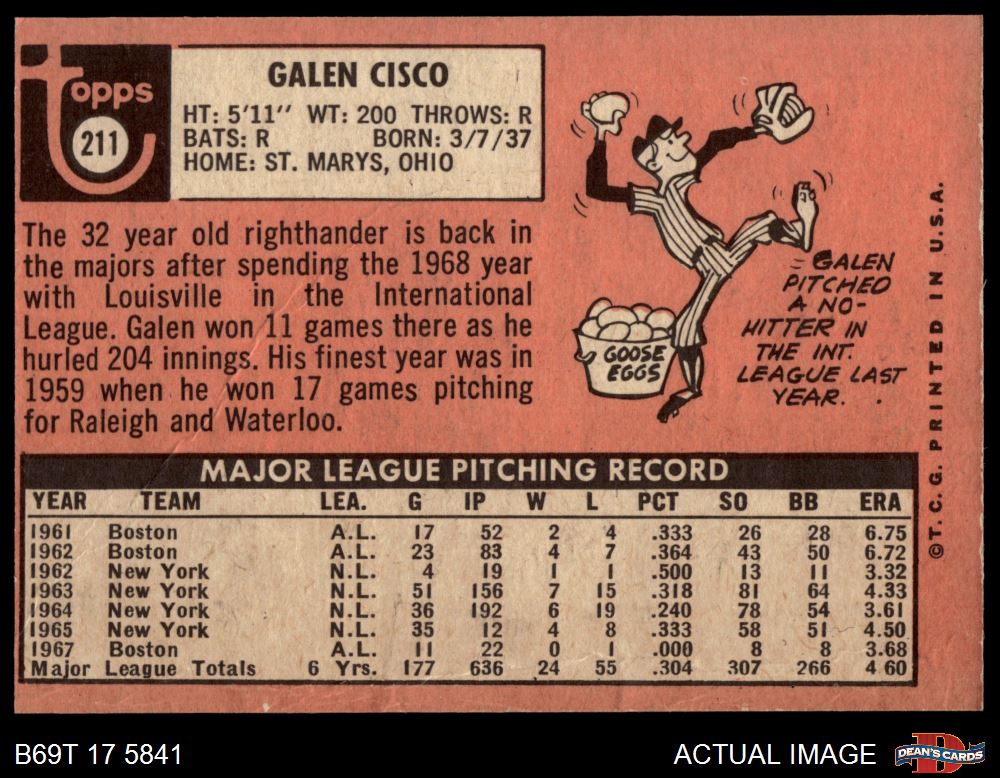 topps
211
GALEN CISCO
HT: 5'11'' WT: 200 THROWS: R
BATS: R BORN: 3/7/37
HOME: ST. MARYS, OHIO
The 32 year old righthander is back in
the majors after spending the 1968 year
with Louisville in the International
League. Galen won 11 games there as he
hurled 204 innings. His finest year was in
1959 when he won 17 games pitching
for Raleigh and Waterloo.
GOOSE
EGGS
GALEN
PITCHED
A NO-
HITTER IN
THE INT.
LEAGUE LAST
YEAR.
©T.C.G. PRINTED IN U.S.A.
MAJOR LEAGUE PITCHING RECORD
YEAR TEAM LEA. G IP W L PCT SO BB ERA
1961 Boston A.L. 17 52 2 4 .333 26 28 6.75
1962 Boston A.L. 23 83 4 7 .364 43 50 6.72
1962 New York N.L. 4 19 1 1 .500 13 11 3.32
1963 New York N.L. 51 156 7 15 .318 81 64 4.33
1964 New York N.L. 36 192 6 19 .240 78 54 3.61
1965 New York N.L. 35 12 4 8 .333 58 51 4.50
1967 Boston A.L. 11 22 0 1 .000 8 8 3.68
Major League Totals 6 Yrs. 177 636 24 55 .304 307 266 4 60
B69T 17 5841
ACTUAL IMAGE
DEAN'S CARDS